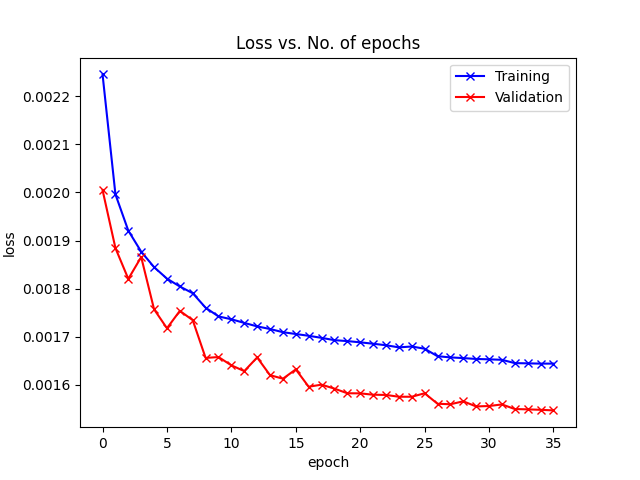 Loss vs. No. of epochs
Training
Validation
0.0022
0.0021
0.0020
0.0019
0.0018
0.0017
0.0016
loss
0 5 10 15 20 25 30 35
epoch